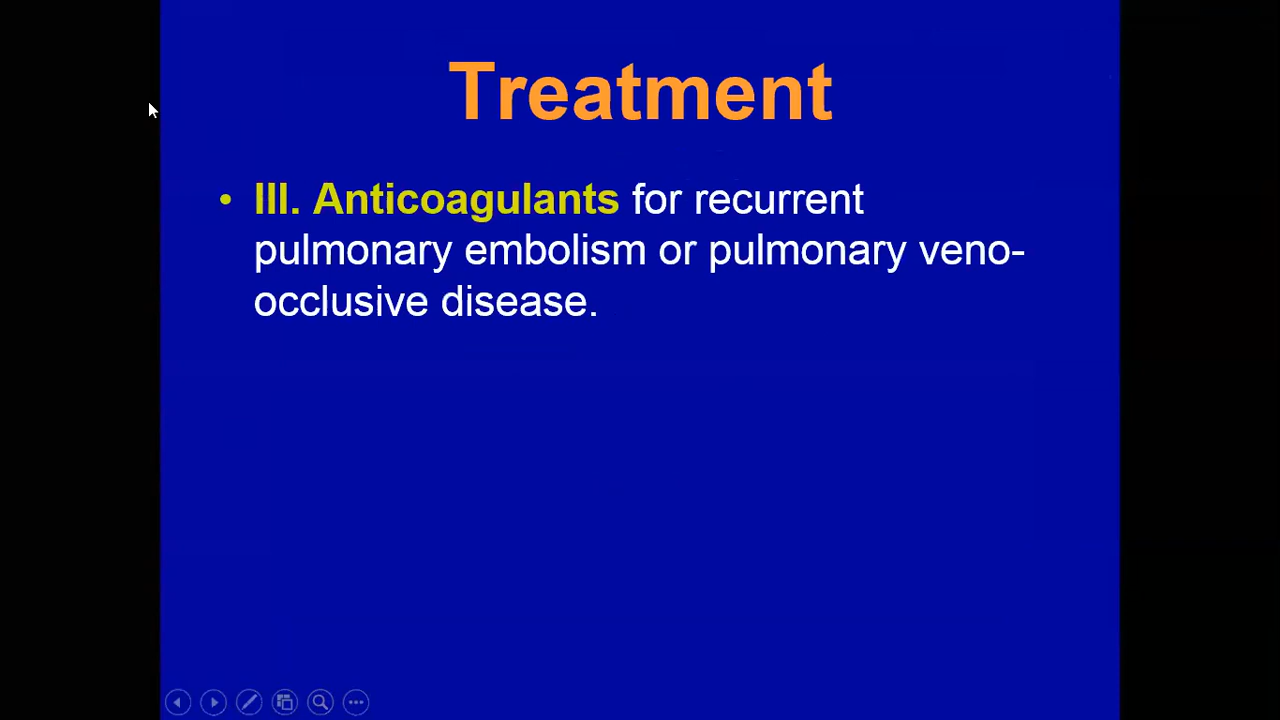 Treatment
• III. Anticoagulants for recurrent
pulmonary embolism or pulmonary veno-
occlusive disease.